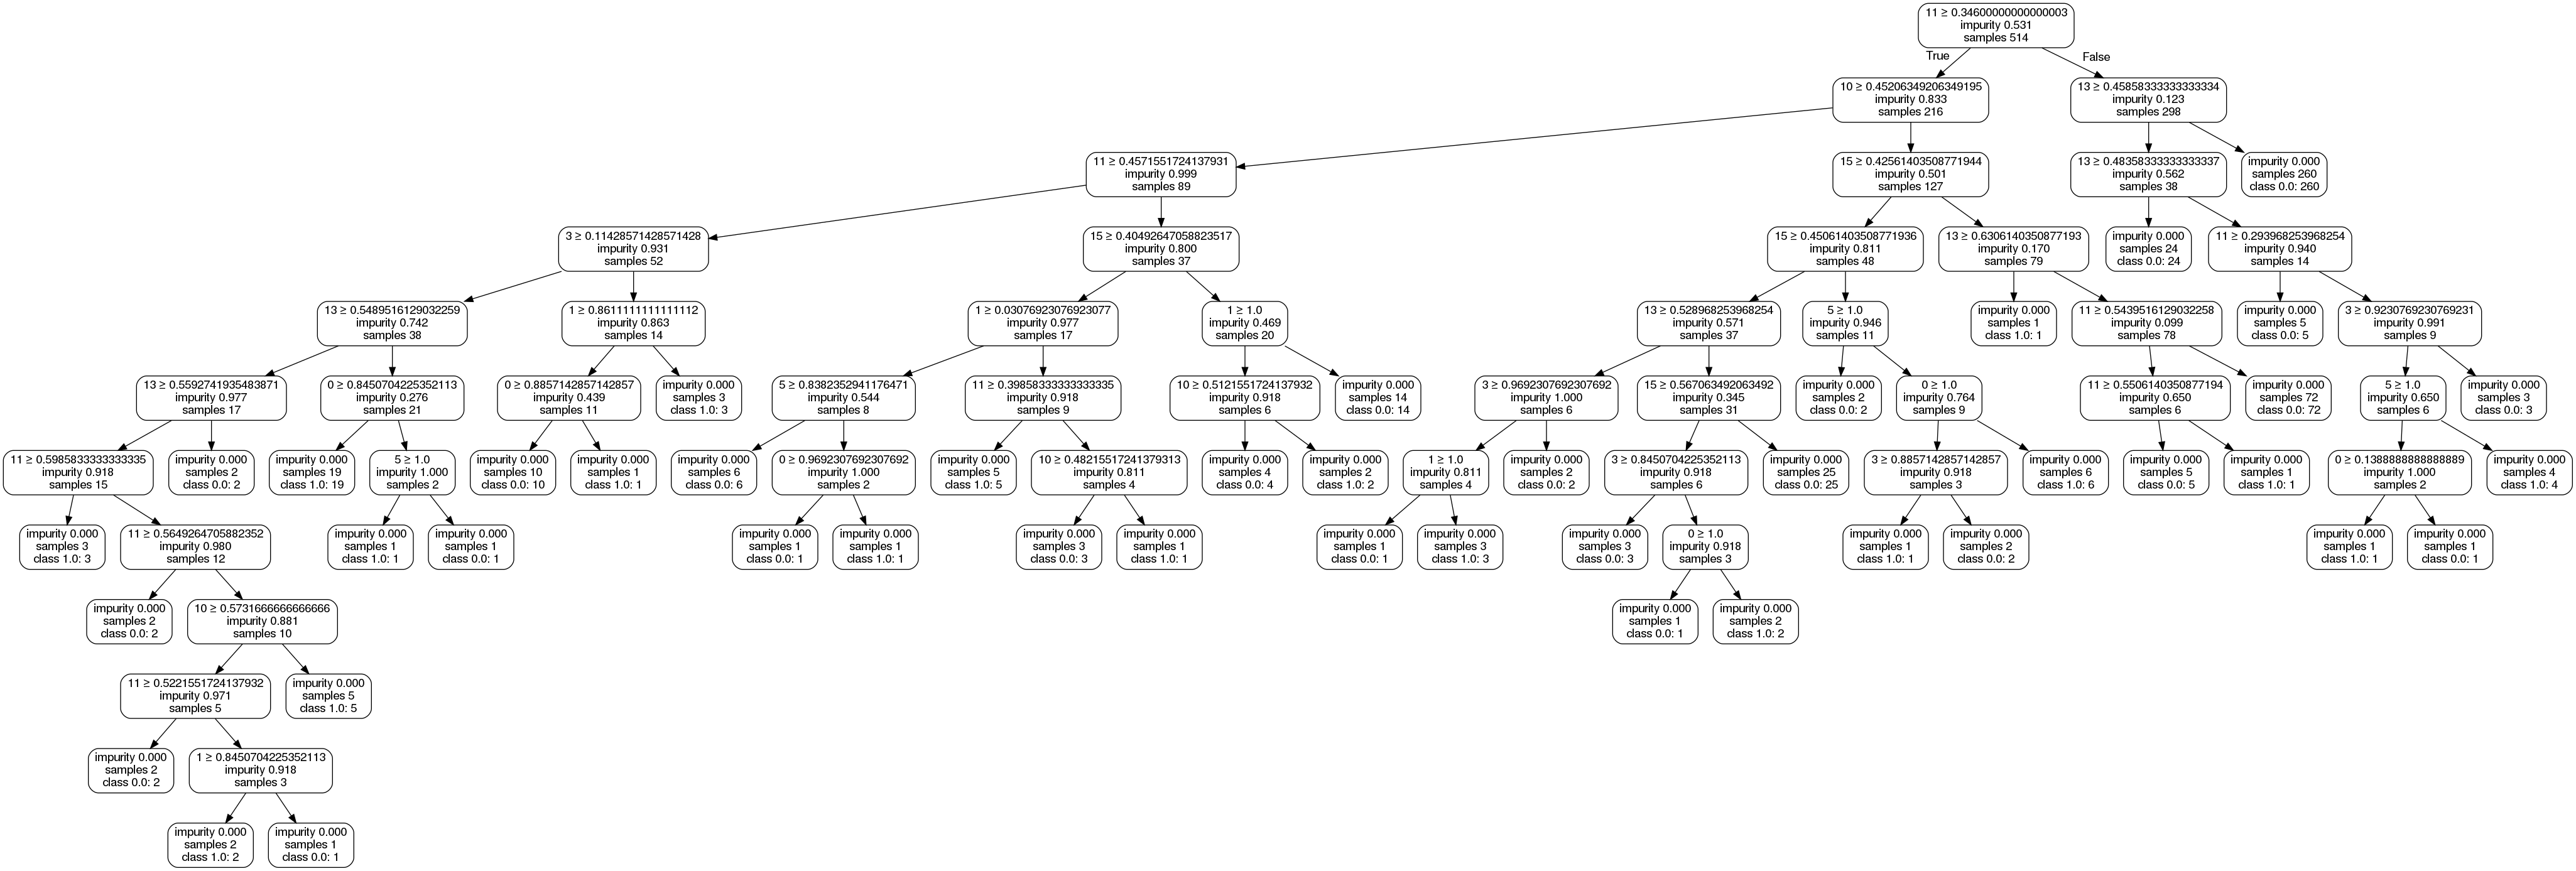 11 ≥ 0.34600000000000003
impurity 0.531
samples 514
True
False
10 ≥ 0.45206349206349195
impurity 0.833
samples 216
13 ≥ 0.45858333333333334
impurity 0.123
samples 298
11 ≥ 0.4571551724137931
impurity 0.999
samples 89
15 ≥ 0.42561403508771944
impurity 0.501
samples 127
13 ≥ 0.48358333333333337
impurity 0.562
samples 38
impurity 0.000
samples 260
class 0.0: 260
3 ≥ 0.11428571428571428
impurity 0.931
samples 52
15 ≥ 0.40492647058823517
impurity 0.800
samples 37
15 ≥ 0.45061403508771936
impurity 0.811
samples 48
13 ≥ 0.6306140350877193
impurity 0.170
samples 79
impurity 0.000
samples 24
class 0.0: 24
11 ≥ 0.293968253968254
impurity 0.940
samples 14
13 ≥ 0.5489516129032259
impurity 0.742
samples 38
1 ≥ 0.8611111111111112
impurity 0.863
samples 14
1 ≥ 0.03076923076923077
impurity 0.977
samples 17
1 ≥ 1.0
impurity 0.469
samples 20
13 ≥ 0.528968253968254
impurity 0.571
samples 37
5 ≥ 1.0
impurity 0.946
samples 11
impurity 0.000
samples 1
class 1.0: 1
11 ≥ 0.5439516129032258
impurity 0.099
samples 78
impurity 0.000
samples 5
class 0.0: 5
3 ≥ 0.9230769230769231
impurity 0.991
samples 9
13 ≥ 0.5592741935483871
impurity 0.977
samples 17
0 ≥ 0.8450704225352113
impurity 0.276
samples 21
0 ≥ 0.8857142857142857
impurity 0.439
samples 11
impurity 0.000
samples 3
class 1.0: 3
5 ≥ 0.8382352941176471
impurity 0.544
samples 8
11 ≥ 0.39858333333333335
impurity 0.918
samples 9
10 ≥ 0.5121551724137932
impurity 0.918
samples 6
impurity 0.000
samples 14
class 0.0: 14
3 ≥ 0.9692307692307692
impurity 1.000
samples 6
15 ≥ 0.567063492063492
impurity 0.345
samples 31
impurity 0.000
samples 2
class 0.0: 2
0 ≥ 1.0
impurity 0.764
samples 9
11 ≥ 0.5506140350877194
impurity 0.650
samples 6
impurity 0.000
samples 72
class 0.0: 72
5 ≥ 1.0
impurity 0.650
samples 6
impurity 0.000
samples 3
class 0.0: 3
11 ≥ 0.5985833333333335
impurity 0.918
samples 15
impurity 0.000
samples 2
class 0.0: 2
impurity 0.000
samples 19
class 1.0: 19
5 ≥ 1.0
impurity 1.000
samples 2
impurity 0.000
samples 10
class 0.0: 10
impurity 0.000
samples 1
class 1.0: 1
impurity 0.000
samples 6
class 0.0: 6
0 ≥ 0.9692307692307692
impurity 1.000
samples 2
impurity 0.000
samples 5
class 1.0: 5
10 ≥ 0.48215517241379313
impurity 0.811
samples 4
impurity 0.000
samples 4
class 0.0: 4
impurity 0.000
samples 2
class 1.0: 2
1 ≥ 1.0
impurity 0.811
samples 4
impurity 0.000
samples 2
class 0.0: 2
3 ≥ 0.8450704225352113
impurity 0.918
samples 6
impurity 0.000
samples 25
class 0.0: 25
3 ≥ 0.8857142857142857
impurity 0.918
samples 3
impurity 0.000
samples 6
class 1.0: 6
impurity 0.000
samples 5
class 0.0: 5
impurity 0.000
samples 1
class 1.0: 1
0 ≥ 0.1388888888888889
impurity 1.000
samples 2
impurity 0.000
samples 4
class 1.0: 4
impurity 0.000
samples 3
class 1.0: 3
11 ≥ 0.5649264705882352
impurity 0.980
samples 12
impurity 0.000
samples 1
class 1.0: 1
impurity 0.000
samples 1
class 0.0: 1
impurity 0.000
samples 1
class 0.0: 1
impurity 0.000
samples 1
class 1.0: 1
impurity 0.000
samples 3
class 0.0: 3
impurity 0.000
samples 1
class 1.0: 1
impurity 0.000
samples 1
class 0.0: 1
impurity 0.000
samples 3
class 1.0: 3
impurity 0.000
samples 3
class 0.0: 3
0 ≥ 1.0
impurity 0.918
samples 3
impurity 0.000
samples 1
class 1.0: 1
impurity 0.000
samples 2
class 0.0: 2
impurity 0.000
samples 1
class 1.0: 1
impurity 0.000
samples 1
class 0.0: 1
impurity 0.000
samples 2
class 0.0: 2
10 ≥ 0.5731666666666666
impurity 0.881
samples 10
impurity 0.000
samples 1
class 0.0: 1
impurity 0.000
samples 2
class 1.0: 2
11 ≥ 0.5221551724137932
impurity 0.971
samples 5
impurity 0.000
samples 5
class 1.0: 5
impurity 0.000
samples 2
class 0.0: 2
1 ≥ 0.8450704225352113
impurity 0.918
samples 3
impurity 0.000
samples 2
class 1.0: 2
impurity 0.000
samples 1
class 0.0: 1